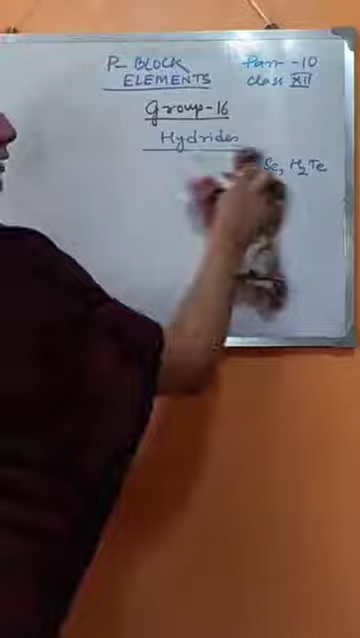 P- BLOCK Part -10
ELEMENTS class XII
Group-16
Hydrides
Se, H₂Te